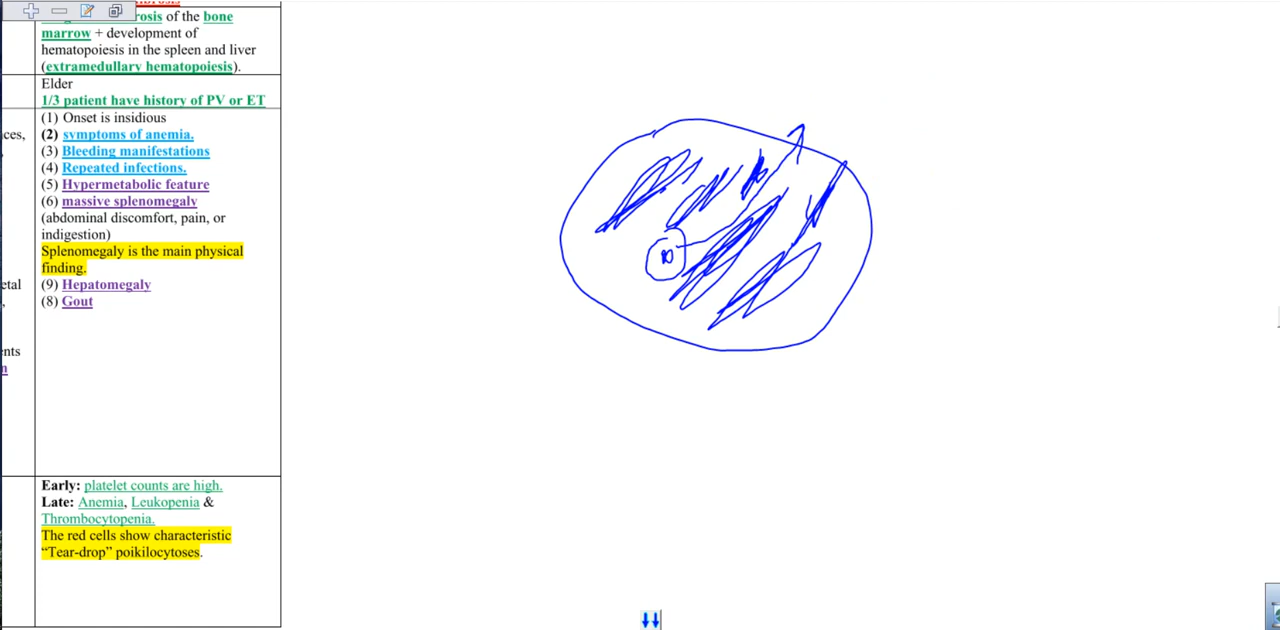 rosis of the bone
marrow + development of
hematopoiesis in the spleen and liver
(extramedullary hematopoiesis).
Elder
1/3 patient have history of PV or ET
(1) Onset is insidious
ces,
(2) symptoms of anemia.
(3) Bleeding manifestations
(4) Repeated infections.
(5) Hypermetabolic feature
(6) massive splenomegaly
(abdominal discomfort, pain, or
indigestion)
Splenomegaly is the main physical
finding.
etal
(9) Hepatomegaly
(8) Gout
ents
n
Early: platelet counts are high.
Late: Anemia, Leukopenia &
Thrombocytopenia.
The red cells show characteristic
“Tear-drop” poikilocytoses.